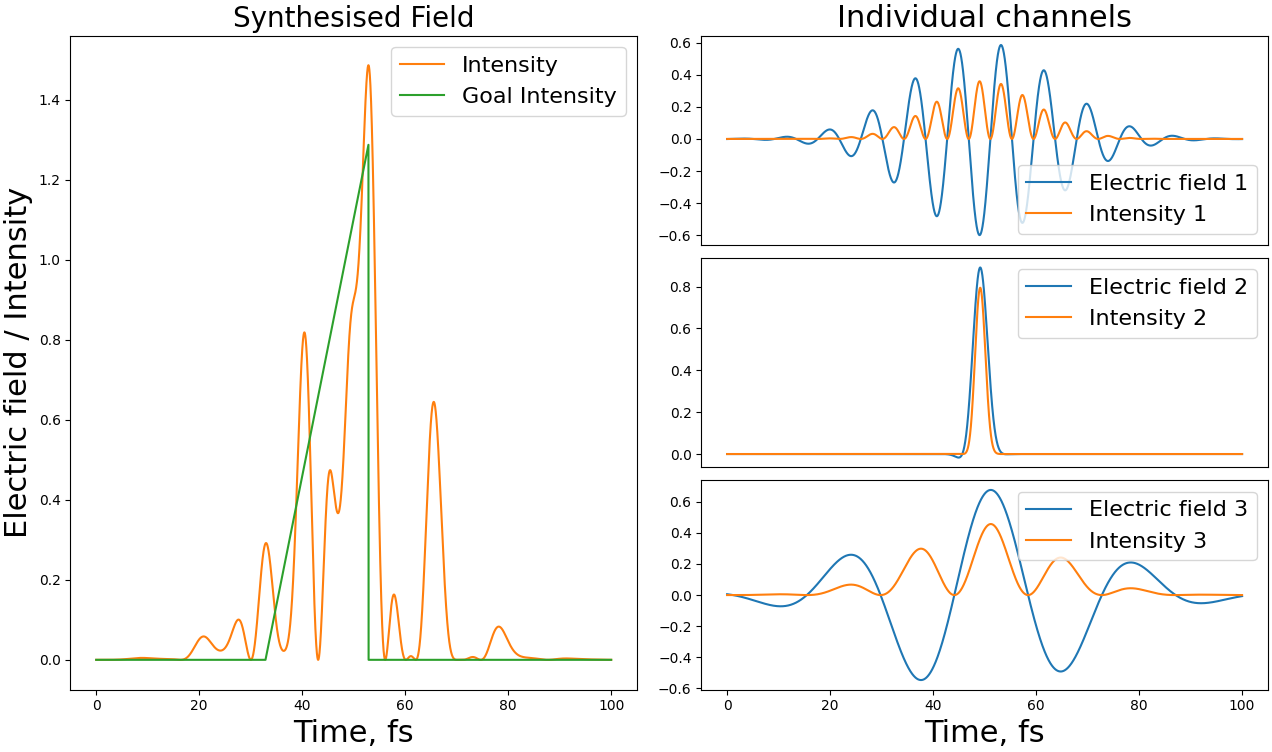 Synthesised Field
Electric field / Intensity
1.4
1.2
1.0
0.8
0.6
0.4
0.2
0.0
Intensity
Goal Intensity
0 20 40 60 80 100
Time, fs
Individual channels
0.6
0.4
0.2
0.0
−0.2
−0.4
−0.6
Electric field 1
Intensity 1
0.8
0.6
0.4
0.2
0.0
Electric field 2
Intensity 2
0.6
0.4
0.2
0.0
−0.2
−0.4
−0.6
Electric field 3
Intensity 3
0 20 40 60 80 100
Time, fs